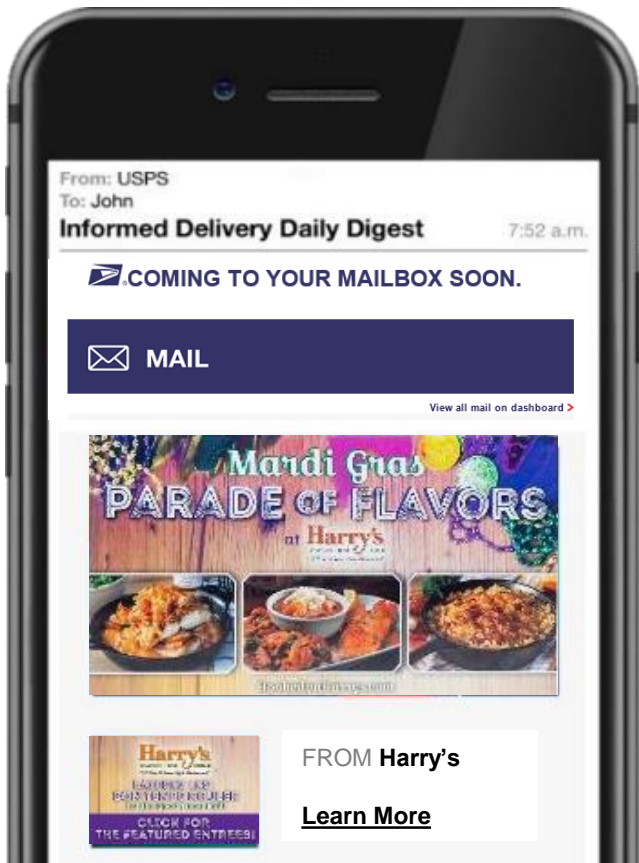 From: USPS
To: John
Informed Delivery Daily Digest 7:52 a.m.
COMING TO YOUR MAILBOX SOON.
MAIL
View all mail on dashboard >
Mardi Gras
PARADE OF FLAVORS
at Harry's
Harry's
CLICK FOR
THE FEATURED ENTREES!
FROM Harry’s
Learn More